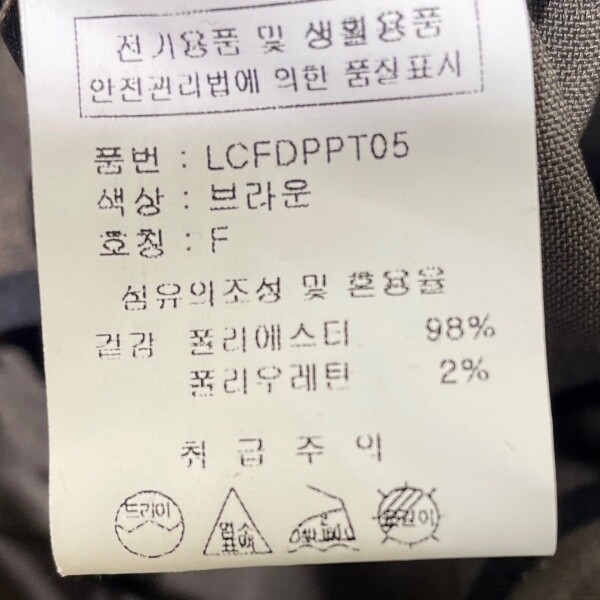 전기용품 및 생활용품
안전관리법에 의한 품질표시
품번 : LCFDPPT05
색상 : 브라운
호칭 : F
섬유의조성 및 혼용율
겉감 폴리에스터 98%
폴리우레탄 2%
취급주의
드라이
염소
표백